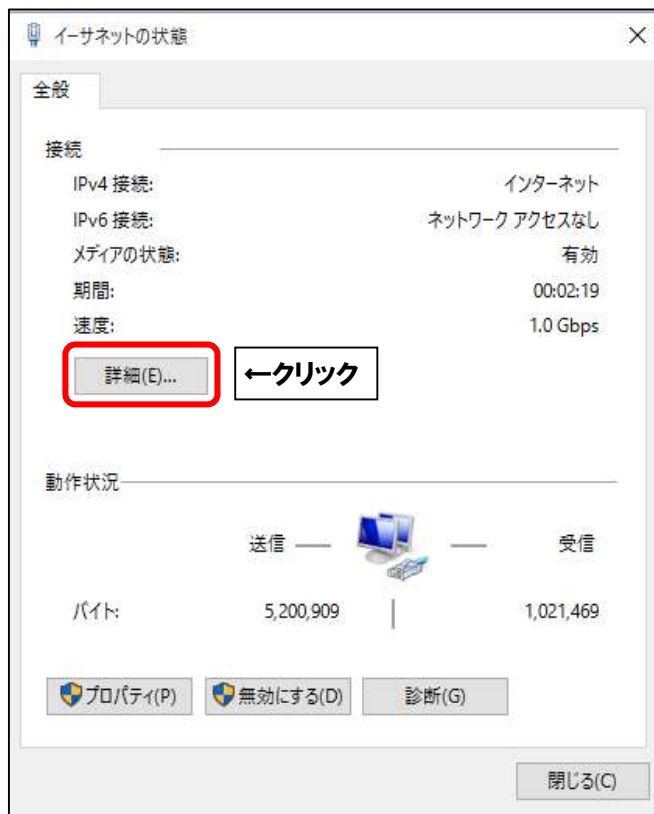 イーサネットの状態
全般
接続
IPv4 接続: インターネット
IPv6 接続: ネットワーク アクセスなし
メディアの状態: 有効
期間: 00:02:19
速度: 1.0 Gbps
詳細(E)... ←クリック
動作状況
送信 受信
バイト: 5,200,909 1,021,469
プロパティ(P) 無効にする(D) 診断(G)
閉じる(C)